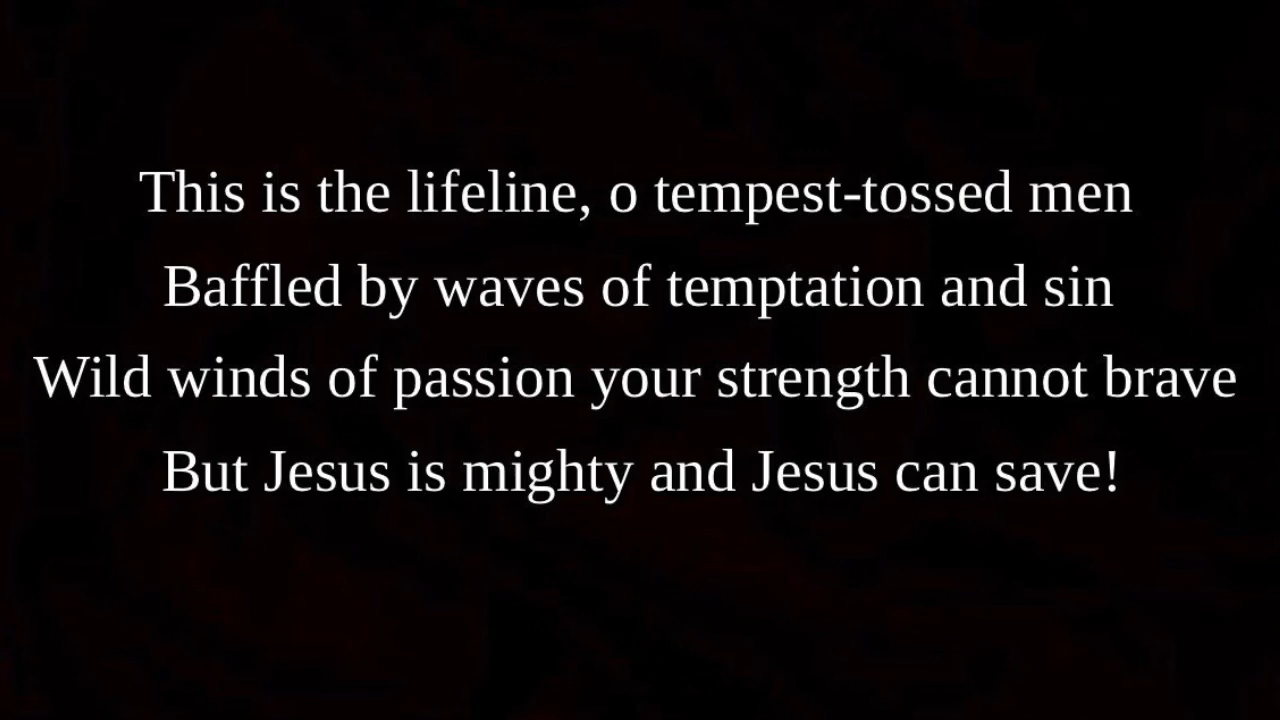 This is the lifeline, o tempest-tossed men
Baffled by waves of temptation and sin
Wild winds of passion your strength cannot brave
But Jesus is mighty and Jesus can save!